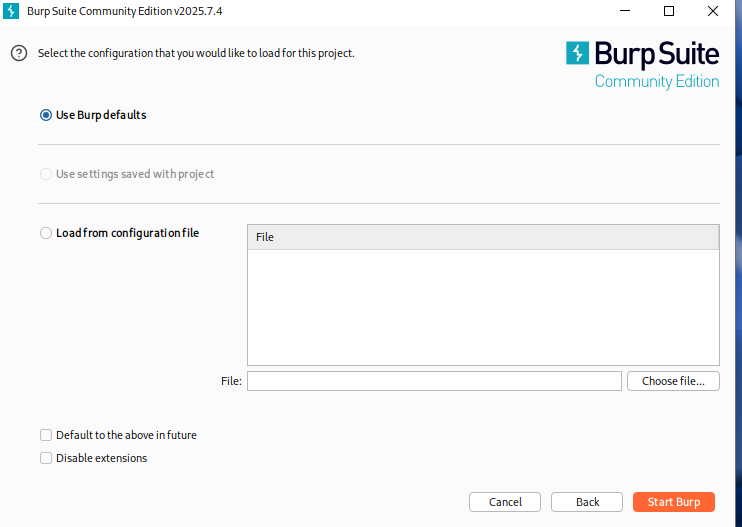 Burp Suite Community Edition v2025.7.4
Select the configuration that you would like to load for this project.
Burp Suite
Community Edition
Use Burp defaults
Use settings saved with project
Load from configuration file
File
File:
Choose file...
Default to the above in future
Disable extensions
Cancel
Back
Start Burp